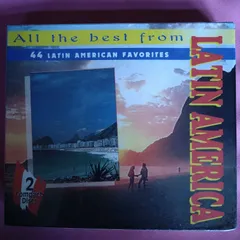 All the best from
44 LATIN AMERICAN FAVORITES
LATIN AMERICA
2